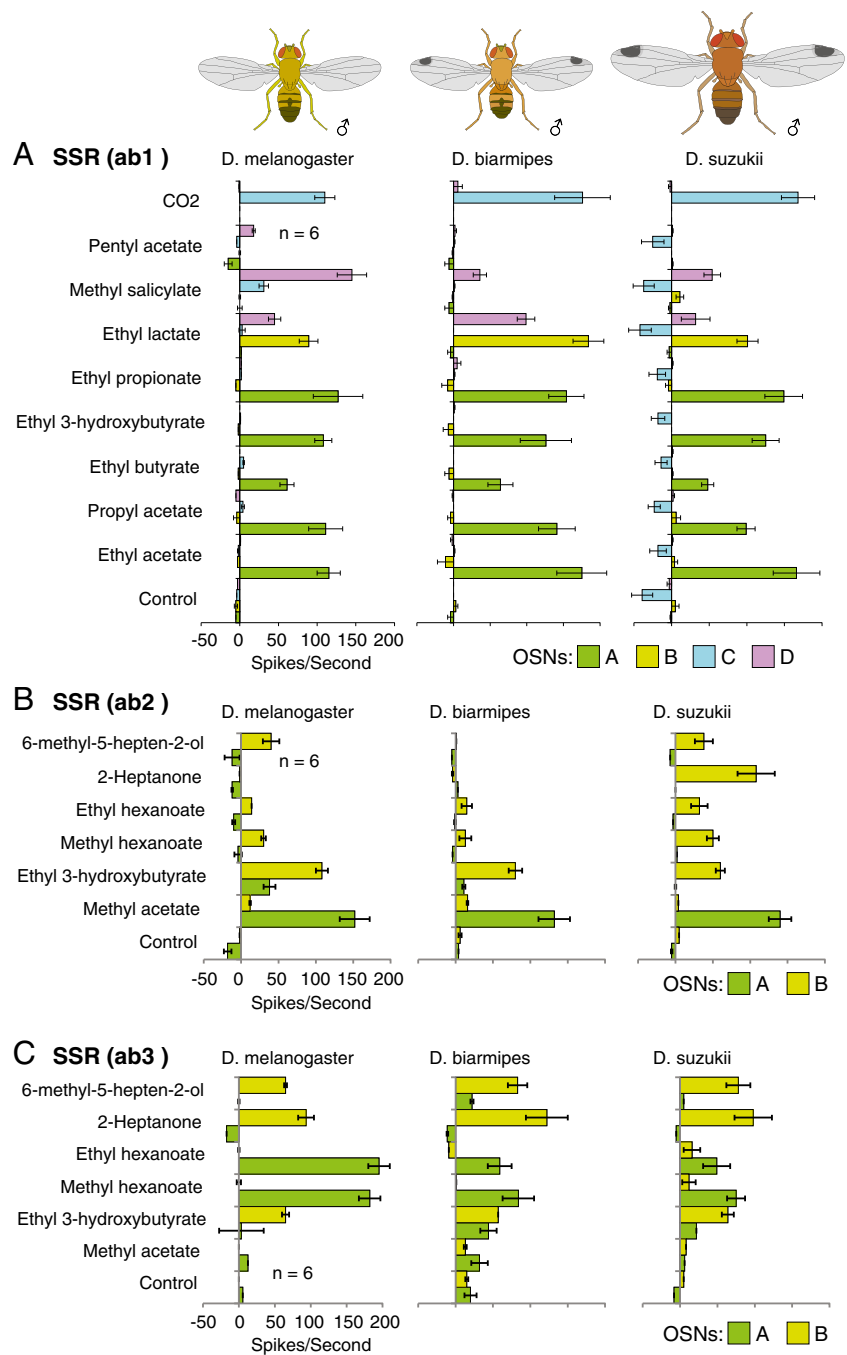 ♂ ♂ ♂
A SSR (ab1 )
D. melanogaster D. biarmipes D. suzukii
CO2
n = 6
Pentyl acetate
Methyl salicylate
Ethyl lactate
Ethyl propionate
Ethyl 3-hydroxybutyrate
Ethyl butyrate
Propyl acetate
Ethyl acetate
Control
-50 0 50 100 150 200
Spikes/Second
OSNs: A B C D
B SSR (ab2 )
D. melanogaster D. biarmipes D. suzukii
6-methyl-5-hepten-2-ol
n = 6
2-Heptanone
Ethyl hexanoate
Methyl hexanoate
Ethyl 3-hydroxybutyrate
Methyl acetate
Control
-50 0 50 100 150 200
Spikes/Second
OSNs: A B
C SSR (ab3 )
D. melanogaster D. biarmipes D. suzukii
6-methyl-5-hepten-2-ol
2-Heptanone
Ethyl hexanoate
Methyl hexanoate
Ethyl 3-hydroxybutyrate
Methyl acetate
n = 6
Control
-50 0 50 100 150 200
Spikes/Second
OSNs: A B